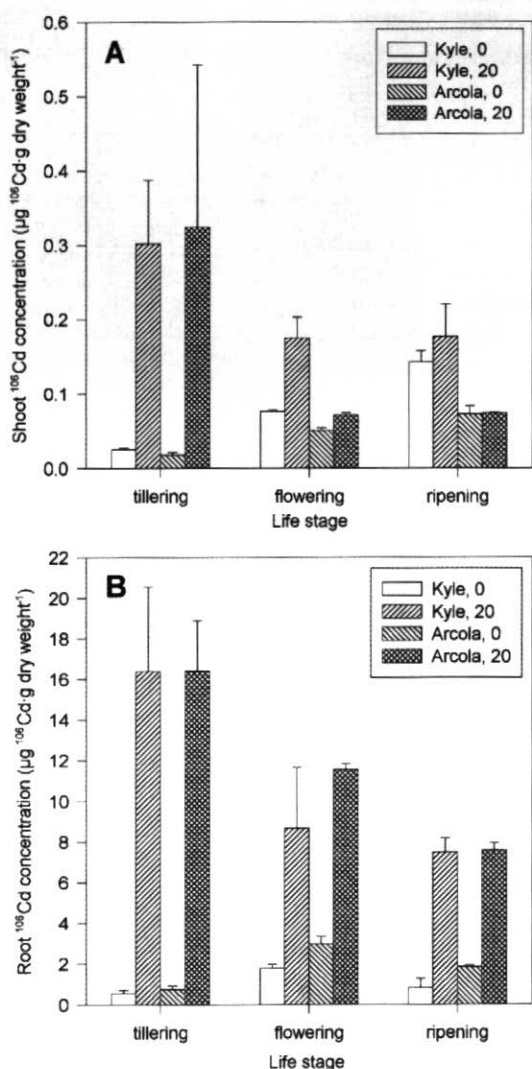 A
Kyle, 0
Kyle, 20
Arcola, 0
Arcola, 20
Shoot ¹⁰⁶Cd concentration (µg ¹⁰⁶Cd·g dry weight⁻¹)
0.6
0.5
0.4
0.3
0.2
0.1
0.0
tillering flowering ripening
Life stage
B
Kyle, 0
Kyle, 20
Arcola, 0
Arcola, 20
Root ¹⁰⁶Cd concentration (µg ¹⁰⁶Cd·g dry weight⁻¹)
22
20
18
16
14
12
10
8
6
4
2
0
tillering flowering ripening
Life stage